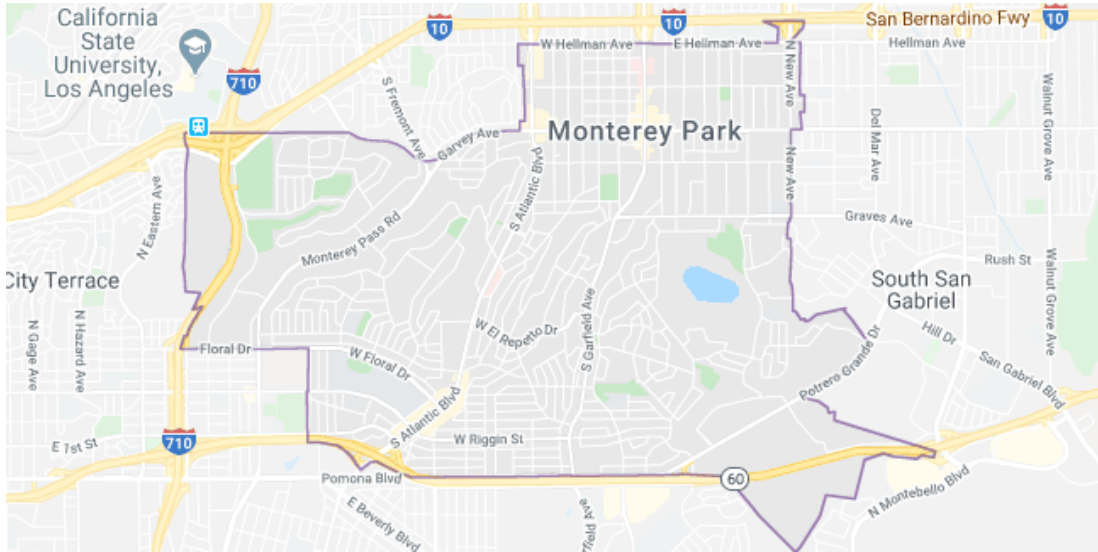 California
State
University,
Los Angeles
10
10
San Bernardino Fwy
10
W Hellman Ave
E Hellman Ave
N New Ave
Hellman Ave
710
S Fremont Ave
Walnut Grove Ave
Garvey Ave
Monterey Park
Del Mar Ave
New Ave
N Eastern Ave
S Atlantic Blvd
Monterey Pass Rd
Graves Ave
Rush St
City Terrace
South San
Gabriel
Walnut Grove Ave
N Gage Ave
N Hazard Ave
W El Repetto Dr
S Garfield Ave
Hill Dr
Floral Dr
W Floral Dr
Potrero Grande Dr
San Gabriel Blvd
S Atlantic Blvd
E 1st St
710
W Riggin St
Pomona Blvd
60
N Montebello Blvd
E Beverly Blvd
rfield Ave